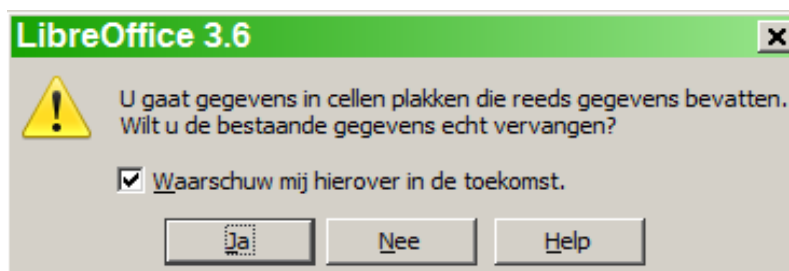 LibreOffice 3.6
U gaat gegevens in cellen plakken die reeds gegevens bevatten.
Wilt u de bestaande gegevens echt vervangen?
Waarschuw mij hierover in de toekomst.
Ja Nee Help